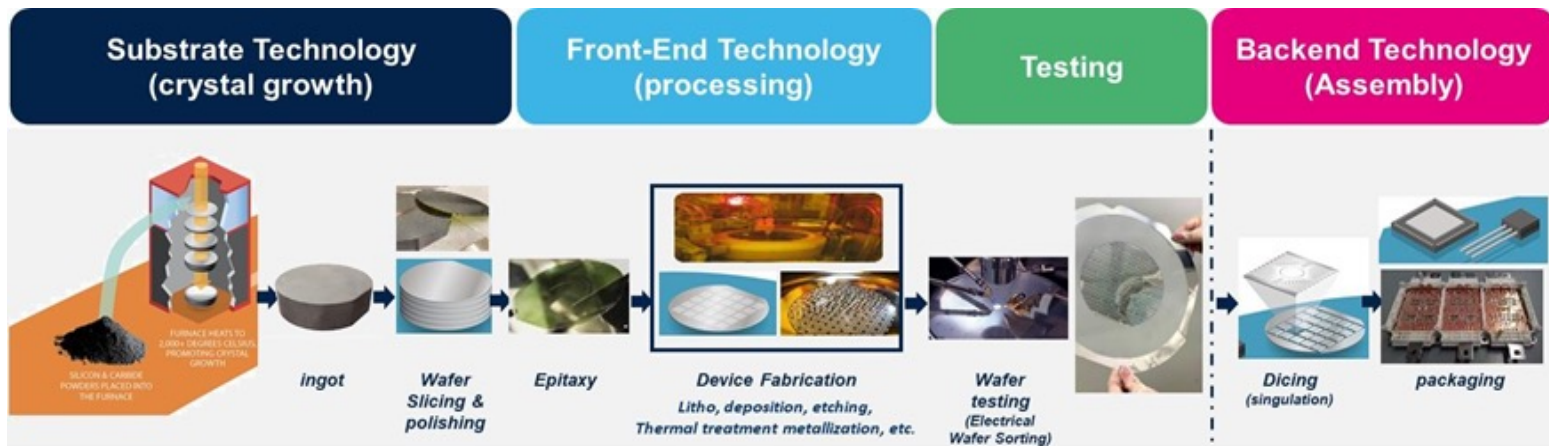 Substrate Technology
(crystal growth)
Front-End Technology
(processing)
Testing
Backend Technology
(Assembly)
FURNACE HEATS TO
2,000+ DEGREES CELSIUS,
PROMOTING CRYSTAL
GROWTH
SILICON & CARBIDE
POWDERS PLACED INTO
THE FURNACE
ingot
Wafer
Slicing &
polishing
Epitaxy
Device Fabrication
Litho, deposition, etching,
Thermal treatment metallization, etc.
Wafer
testing
(Electrical
Wafer Sorting)
Dicing
(singulation)
packaging